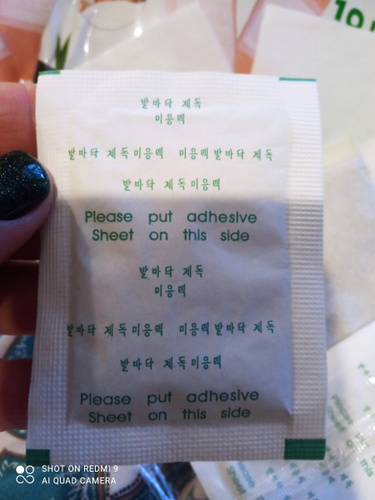 발바닥 제독
미용력
발바닥 제독미용력 미용력발바닥 제독
발바닥 제독미용력
Please put adhesive
Sheet on this side
발바닥 제독
미용력
발바닥 제독미용력 미용력발바닥 제독
발바닥 제독미용력
Please put adhesive
Sheet on this side
SHOT ON REDMI 9
AI QUAD CAMERA